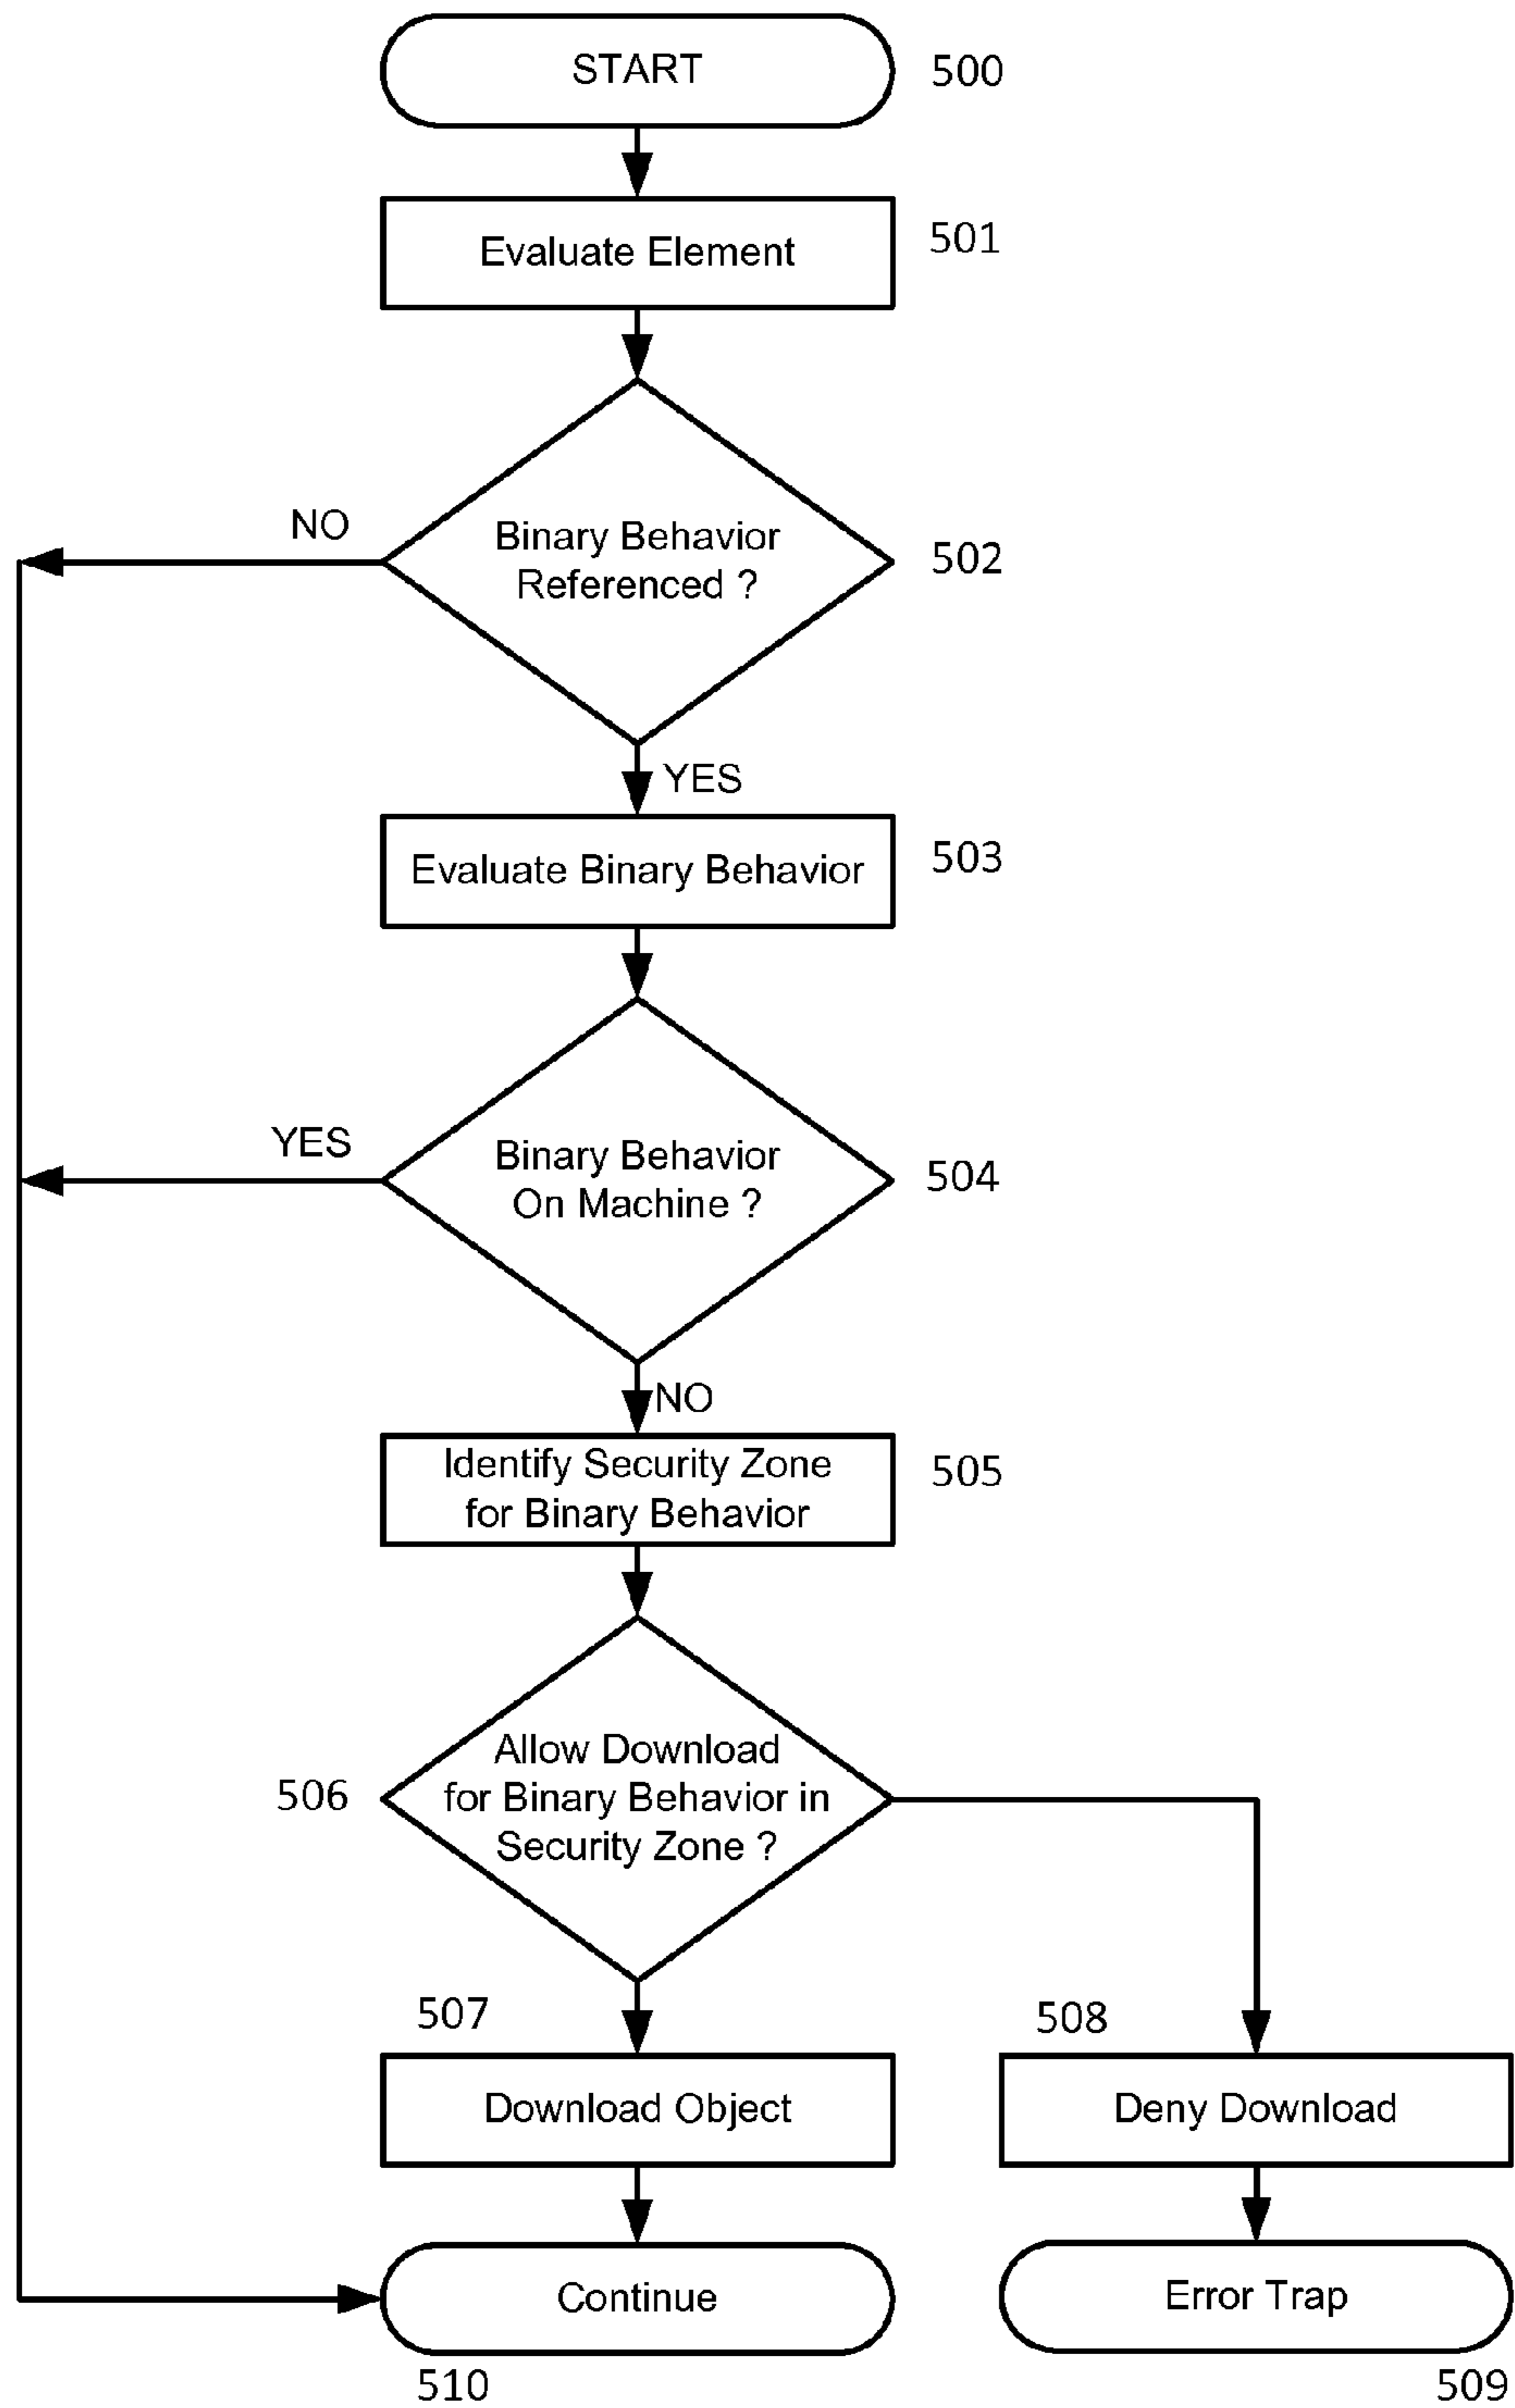 START
500
Evaluate Element
501
NO
Binary Behavior
Referenced ?
502
YES
Evaluate Binary Behavior
503
YES
Binary Behavior
On Machine ?
504
NO
Identify Security Zone
for Binary Behavior
505
506
Allow Download
for Binary Behavior in
Security Zone ?
507
508
Download Object
Deny Download
Continue
Error Trap
510
509